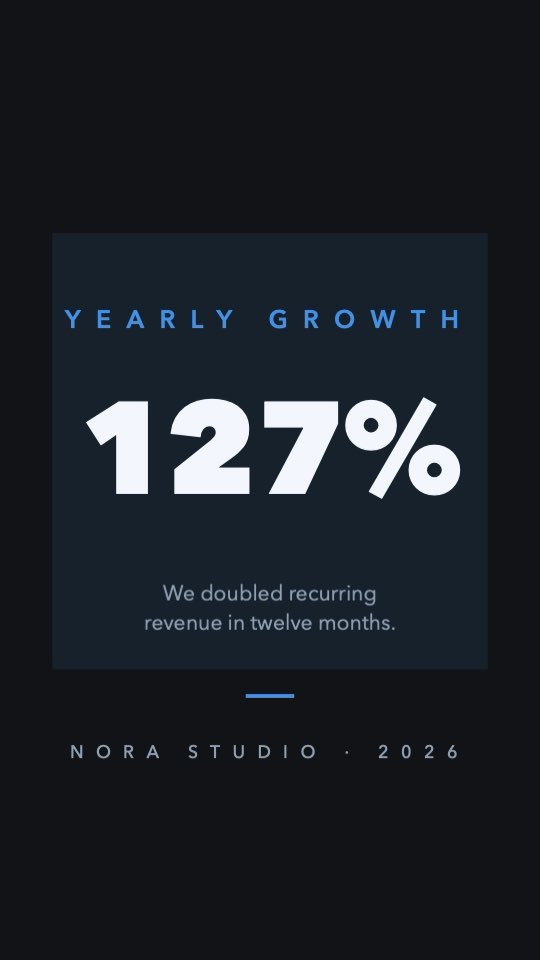 YEARLY GROWTH
127%
We doubled recurring
revenue in twelve months.
NORA STUDIO · 2026